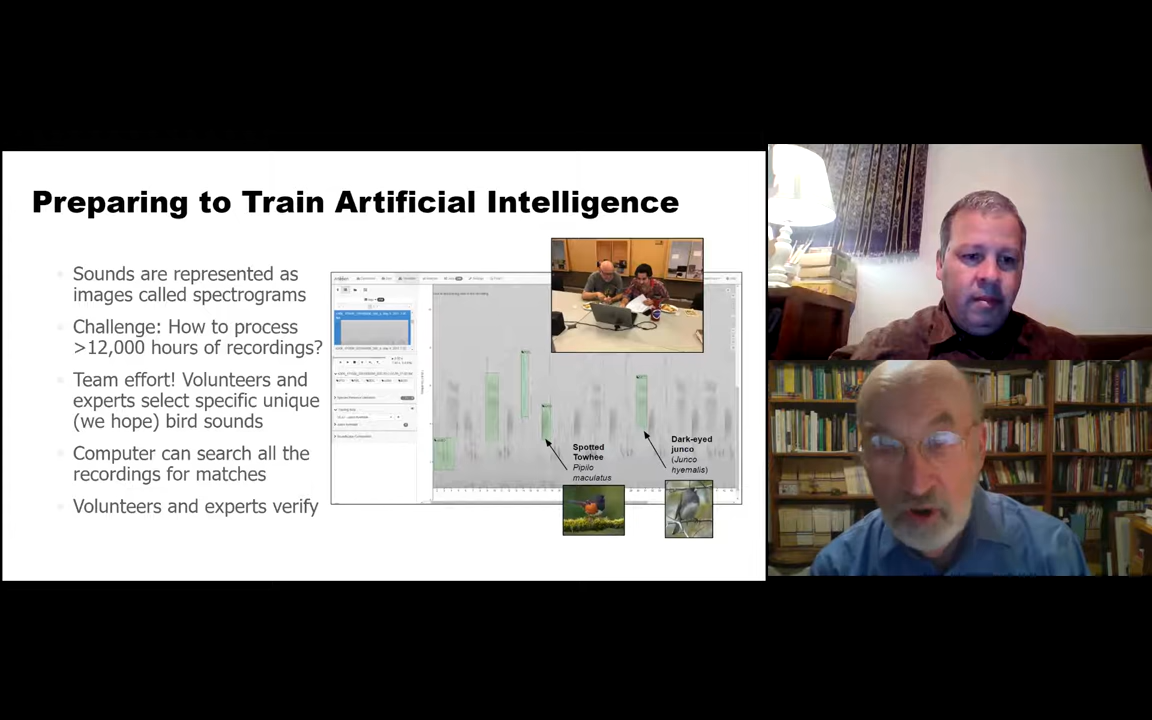 Preparing to Train Artificial Intelligence
Sounds are represented as
images called spectrograms
Challenge: How to process
>12,000 hours of recordings?
Team effort! Volunteers and
experts select specific unique
(we hope) bird sounds
Computer can search all the
recordings for matches
Volunteers and experts verify
Spotted
Towhee
Pipilo
maculatus
Dark-eyed
junco
(Junco
hyemalis)